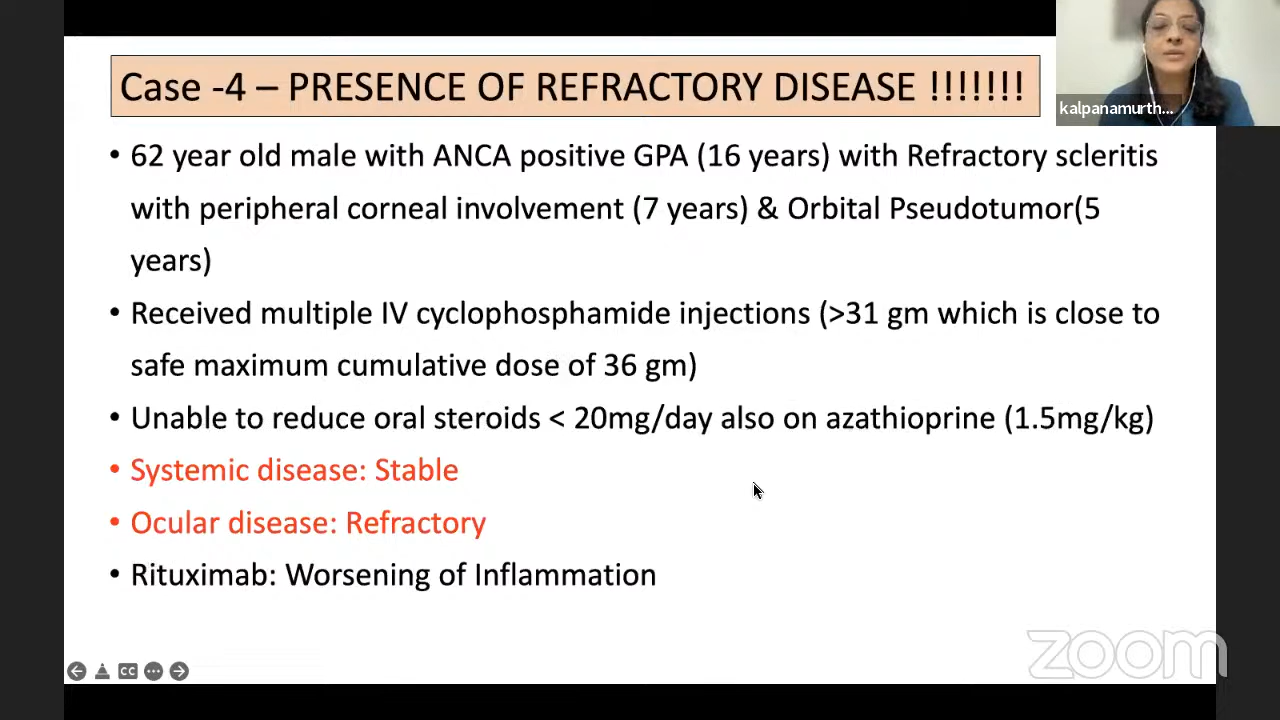 Case -4 – PRESENCE OF REFRACTORY DISEASE !!!!!!!
kalpanamurth...
• 62 year old male with ANCA positive GPA (16 years) with Refractory scleritis
with peripheral corneal involvement (7 years) & Orbital Pseudotumor(5
years)
• Received multiple IV cyclophosphamide injections (>31 gm which is close to
safe maximum cumulative dose of 36 gm)
• Unable to reduce oral steroids < 20mg/day also on azathioprine (1.5mg/kg)
• Systemic disease: Stable
• Ocular disease: Refractory
• Rituximab: Worsening of Inflammation
zoom
CC